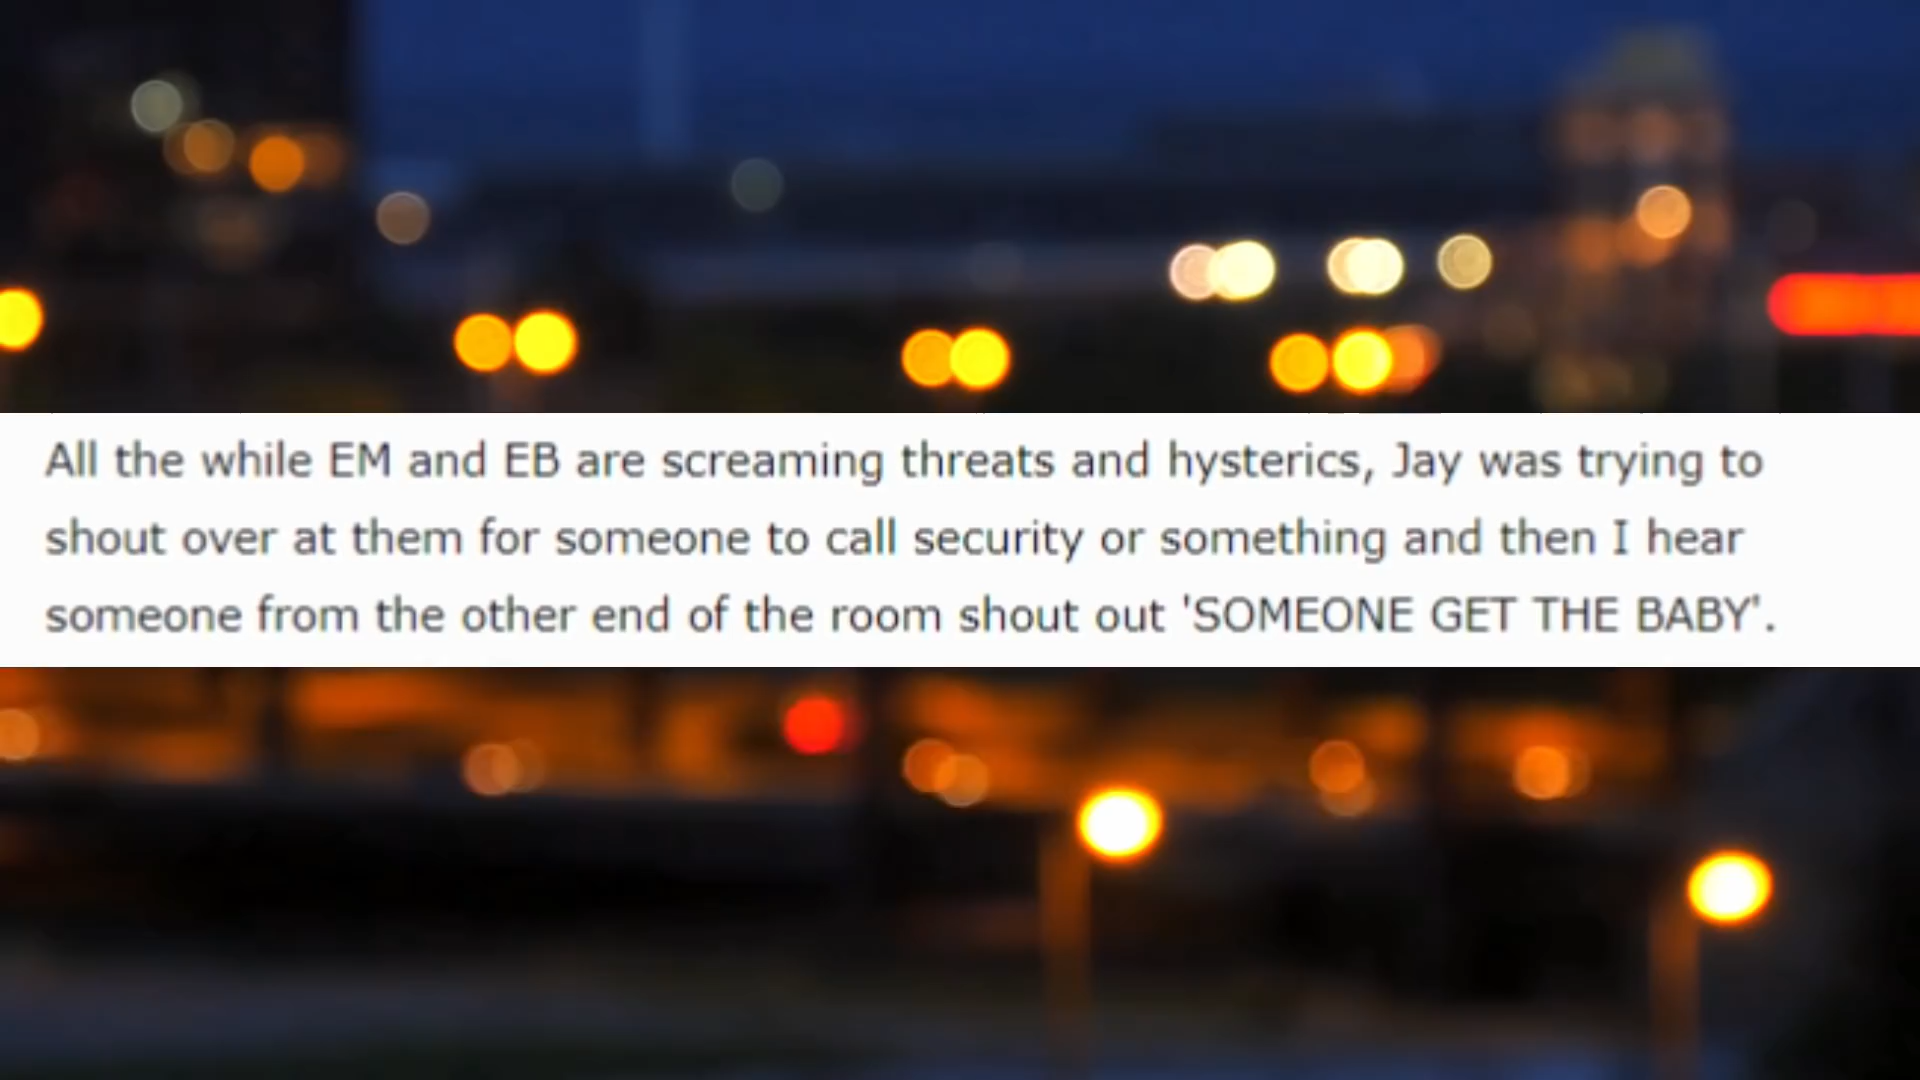 All the while EM and EB are screaming threats and hysterics, Jay was trying to
shout over at them for someone to call security or something and then I hear
someone from the other end of the room shout out 'SOMEONE GET THE BABY'.